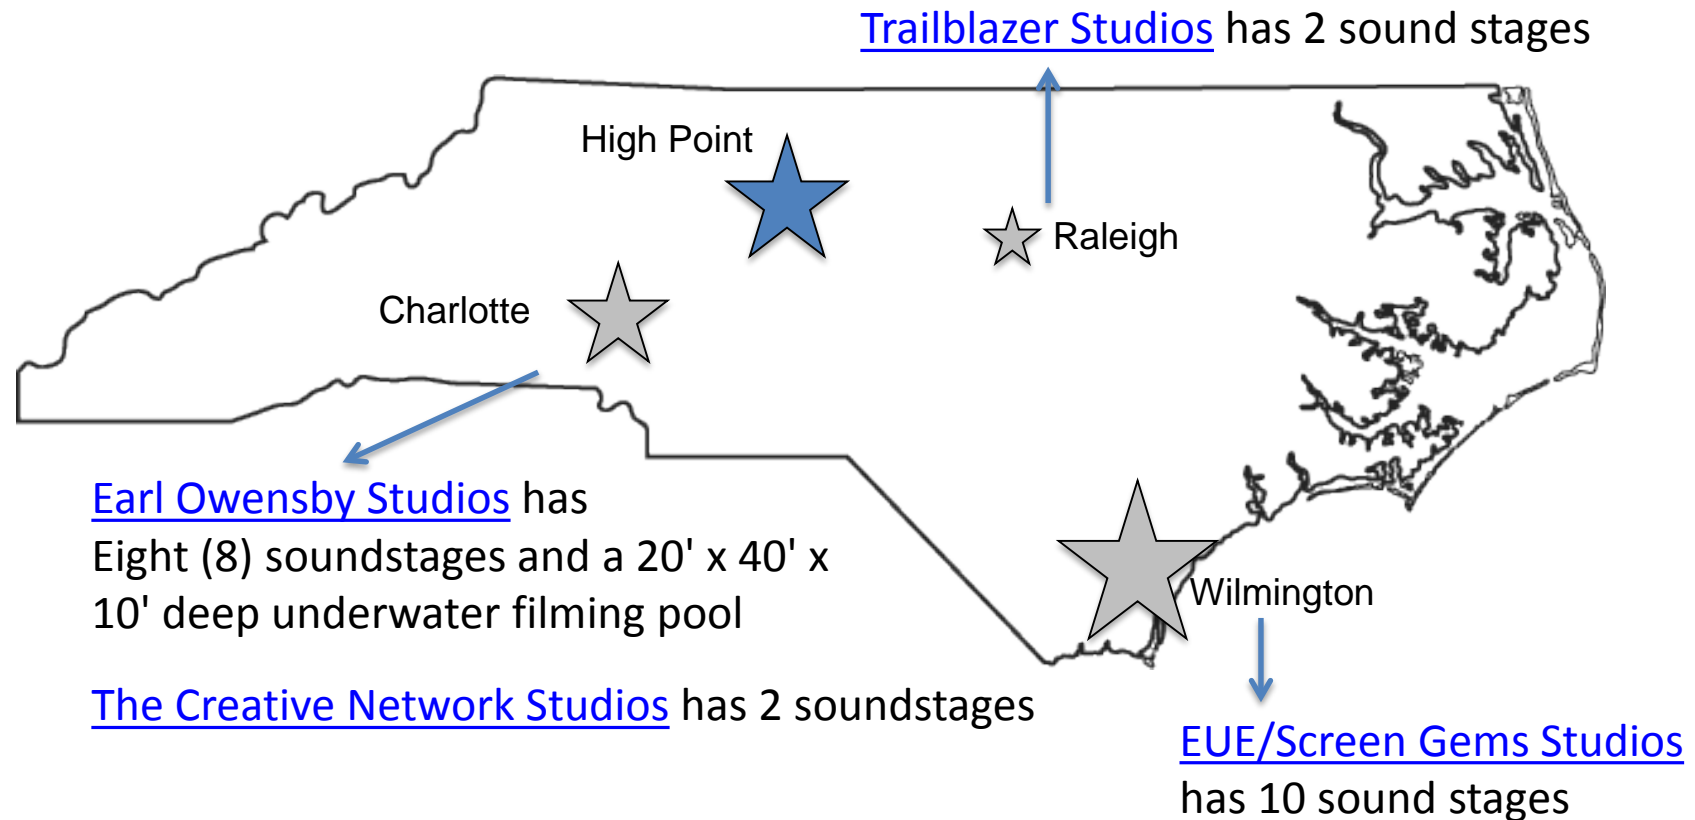 Trailblazer Studios has 2 sound stages
High Point
Raleigh
Charlotte
Earl Owensby Studios has
Eight (8) soundstages and a 20' x 40' x
10' deep underwater filming pool
Wilmington
The Creative Network Studios has 2 soundstages
EUE/Screen Gems Studios
has 10 sound stages